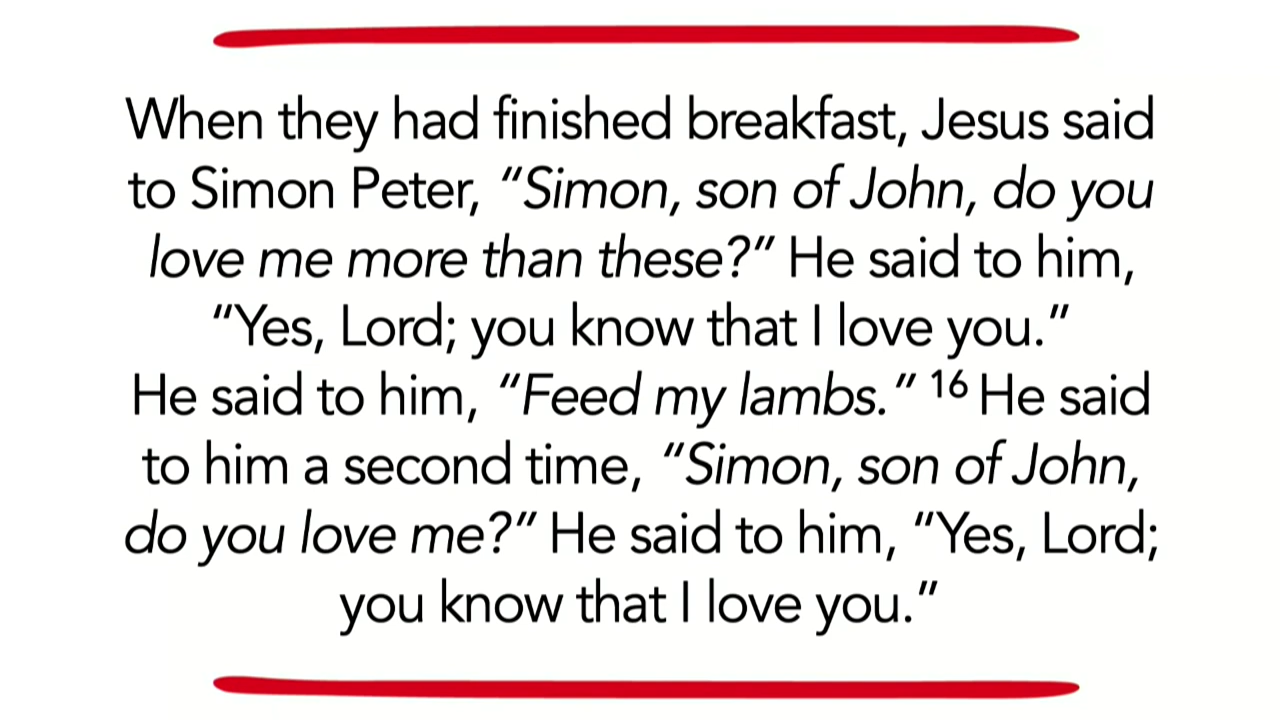 When they had finished breakfast, Jesus said
to Simon Peter, “Simon, son of John, do you
love me more than these?” He said to him,
“Yes, Lord; you know that I love you.”
He said to him, “Feed my lambs.” ¹⁶ He said
to him a second time, “Simon, son of John,
do you love me?” He said to him, “Yes, Lord;
you know that I love you.”